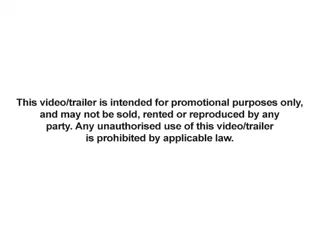 This video/trailer is intended for promotional purposes only,
and may not be sold, rented or reproduced by any
party. Any unauthorised use of this video/trailer
is prohibited by applicable law.